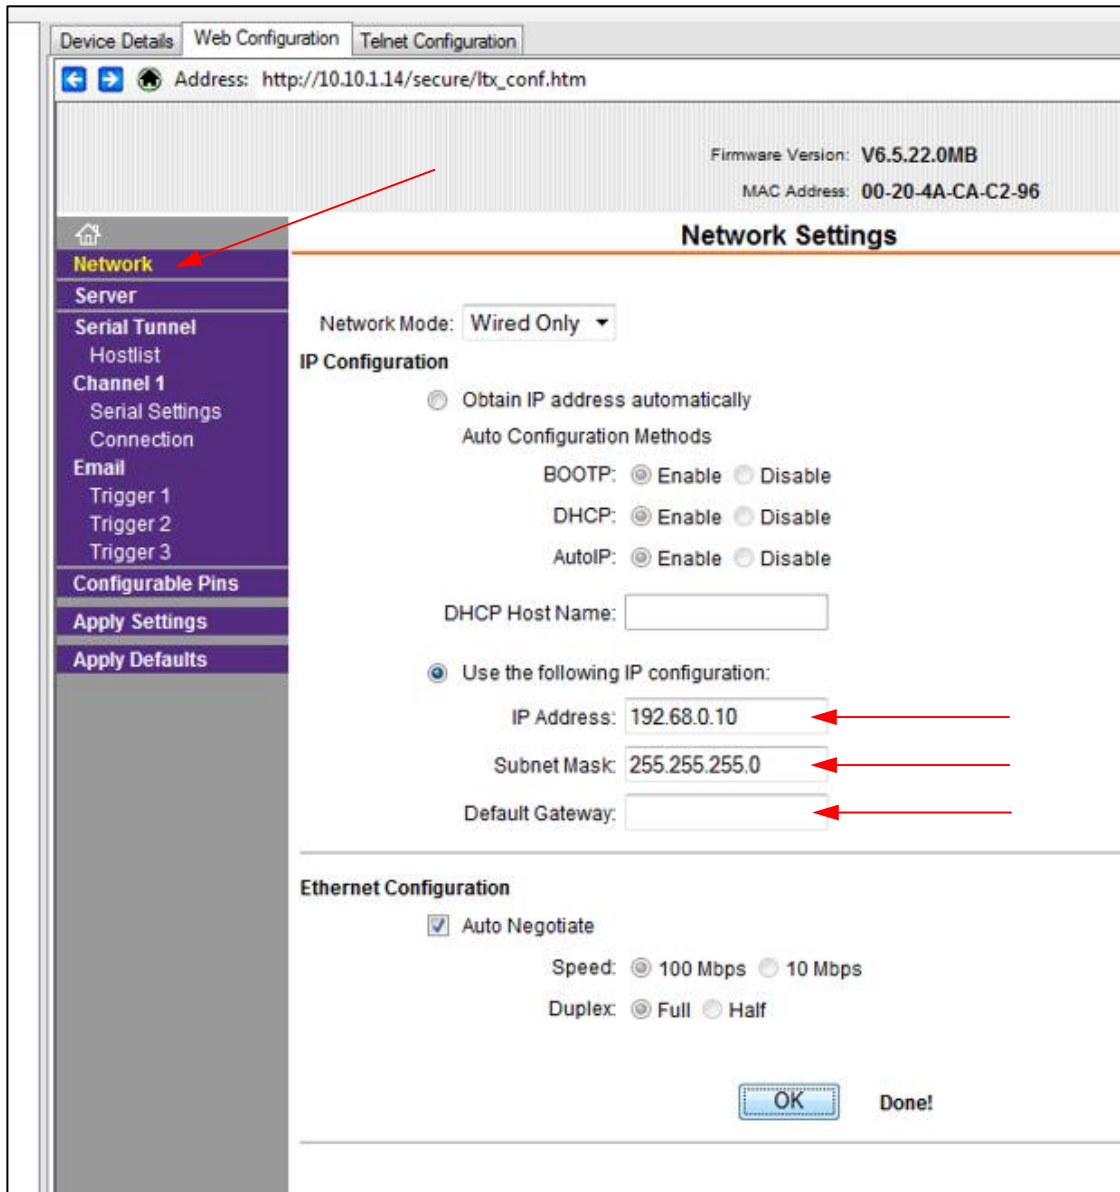 Device Details Web Configuration Telnet Configuration
Address: http://10.10.1.14/secure/ltx_conf.htm
Firmware Version: V6.5.22.0MB
MAC Address: 00-20-4A-CA-C2-96
Network
Server
Serial Tunnel
Hostlist
Channel 1
Serial Settings
Connection
Email
Trigger 1
Trigger 2
Trigger 3
Configurable Pins
Apply Settings
Apply Defaults
Network Settings
Network Mode: Wired Only
IP Configuration
Obtain IP address automatically
Auto Configuration Methods
BOOTP: Enable Disable
DHCP: Enable Disable
AutoIP: Enable Disable
DHCP Host Name:
Use the following IP configuration:
IP Address: 192.68.0.10
Subnet Mask: 255.255.255.0
Default Gateway:
Ethernet Configuration
Auto Negotiate
Speed: 100 Mbps 10 Mbps
Duplex: Full Half
OK Done!